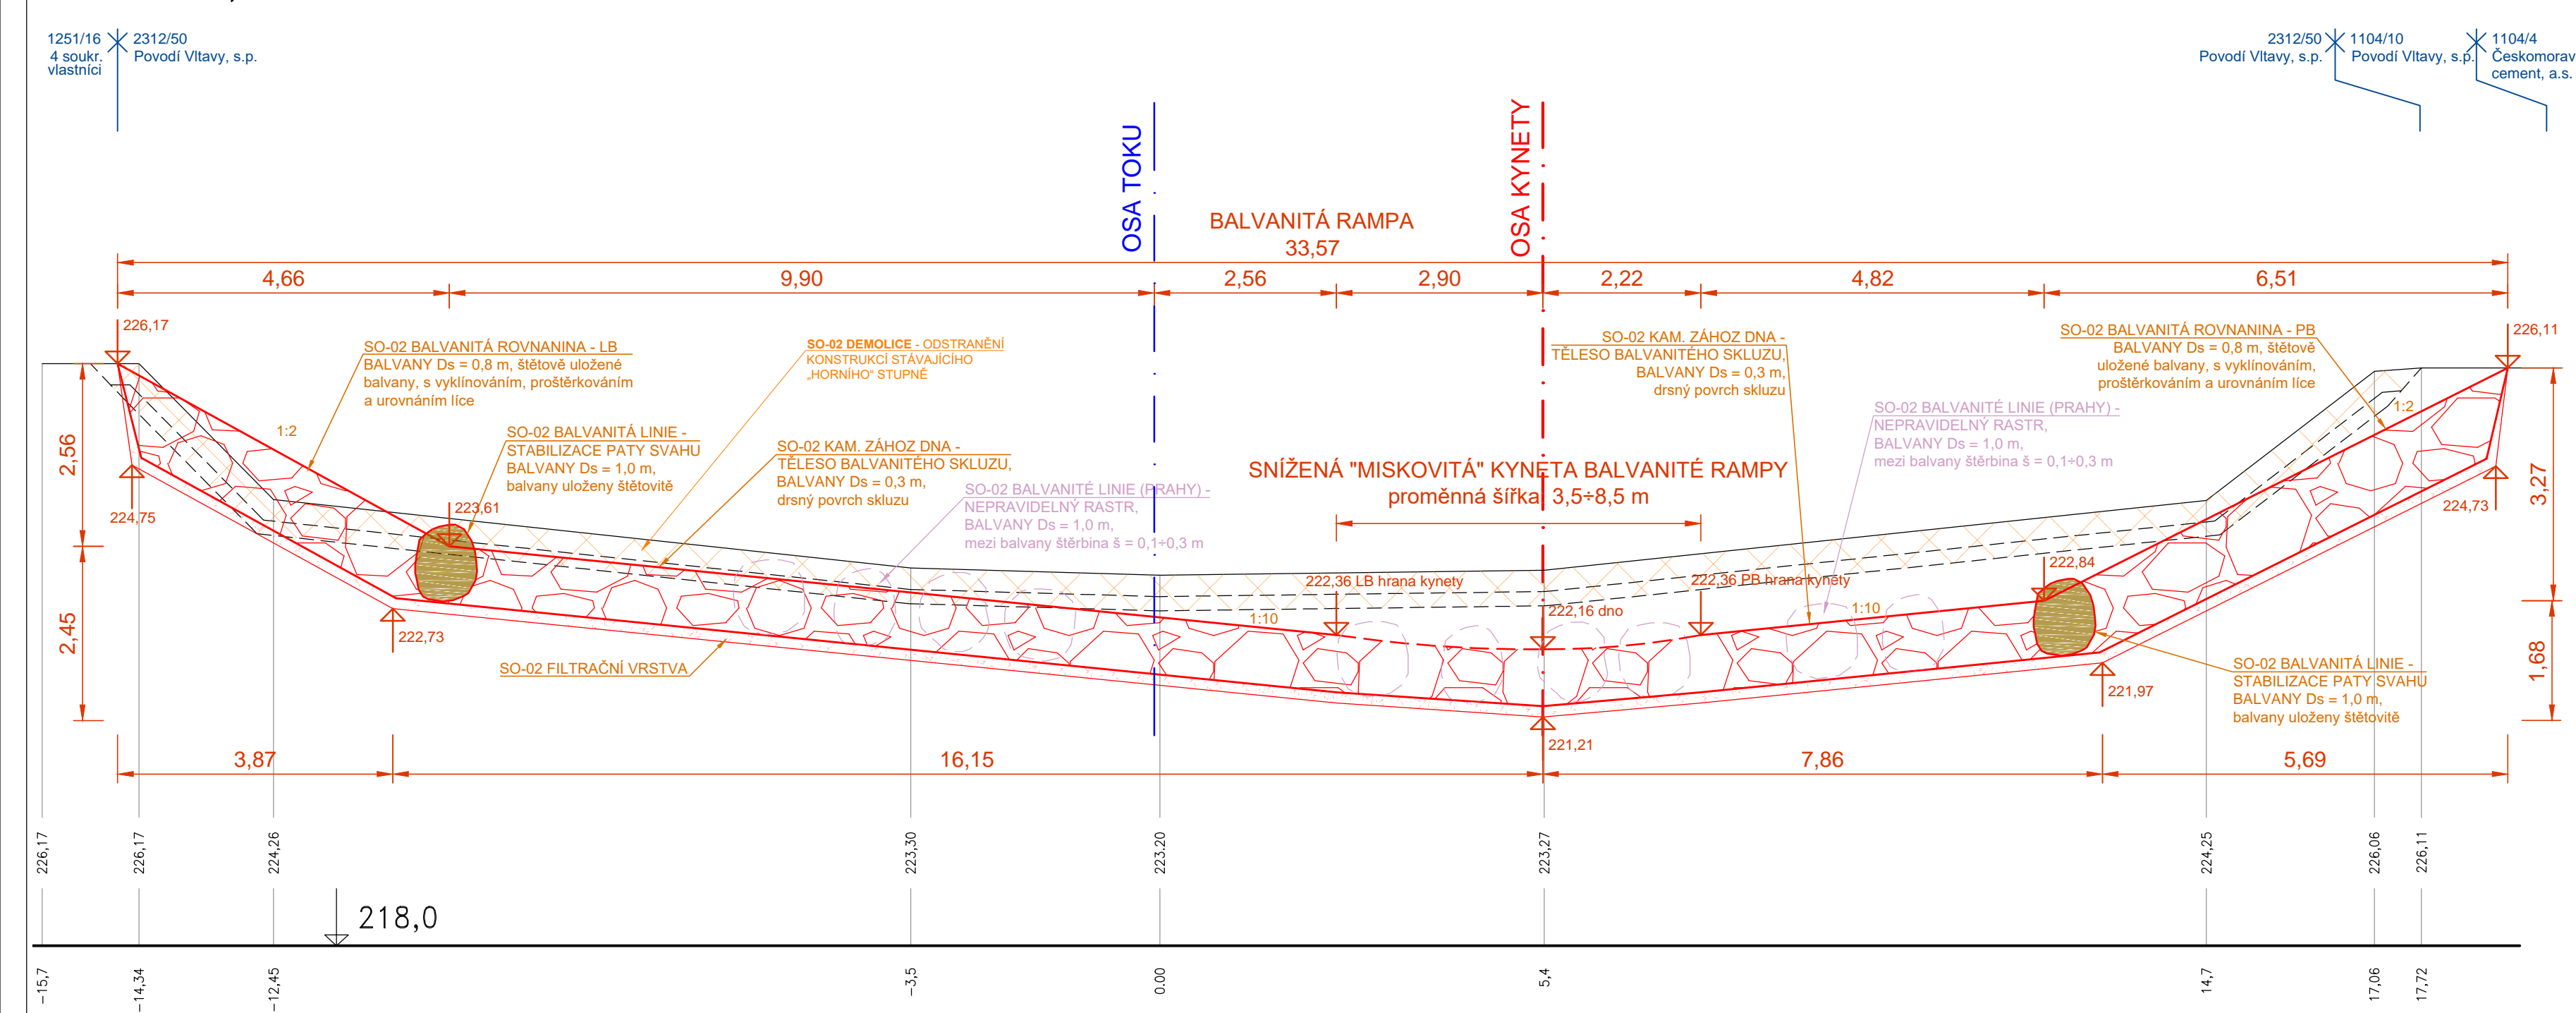 1251/16
4 soukr.
vlastníci
2312/50
Povodí Vltavy, s.p.
2312/50
Povodí Vltavy, s.p.
1104/10
Povodí Vltavy, s.p.
1104/4
Českomorav
cement, a.s.
OSA TOKU
OSA KYNETY
BALVANITÁ RAMPA
33,57
4,66
9,90
2,56
2,90
2,22
4,82
6,51
226,17
226,11
SO-02 BALVANITÁ ROVNANINA - LB
BALVANY Ds = 0,8 m, štětově uložené
balvany, s vyklínováním, proštěrkováním
a urovnáním líce
SO-02 DEMOLICE - ODSTRANĚNÍ
KONSTRUKCÍ STÁVAJÍCÍHO
„HORNÍHO“ STUPNĚ
SO-02 KAM. ZÁHOZ DNA -
TĚLESO BALVANITÉHO SKLUZU,
BALVANY Ds = 0,3 m,
drsný povrch skluzu
SO-02 BALVANITÁ ROVNANINA - PB
BALVANY Ds = 0,8 m, štětově
uložené balvany, s vyklínováním,
proštěrkováním a urovnáním líce
SO-02 BALVANITÁ LINIE -
STABILIZACE PATY SVAHU
BALVANY Ds = 1,0 m,
balvany uloženy štětovitě
SO-02 KAM. ZÁHOZ DNA -
TĚLESO BALVANITÉHO SKLUZU,
BALVANY Ds = 0,3 m,
drsný povrch skluzu
SO-02 BALVANITÉ LINIE (PRAHY) -
NEPRAVIDELNÝ RASTR,
BALVANY Ds = 1,0 m,
mezi balvany štěrbina š = 0,1÷0,3 m
SO-02 BALVANITÉ LINIE (PRAHY) -
NEPRAVIDELNÝ RASTR,
BALVANY Ds = 1,0 m,
mezi balvany štěrbina š = 0,1÷0,3 m
SNÍŽENÁ "MISKOVITÁ" KYNETA BALVANITÉ RAMPY
proměnná šířka 3,5÷8,5 m
1:2
1:2
2,56
2,45
3,27
1,68
224,75
223,61
224,73
222,36 LB hrana kynety
222,36 PB hrana kynety
222,16 dno
222,84
1:10
1:10
222,73
221,97
221,21
SO-02 FILTRAČNÍ VRSTVA
SO-02 BALVANITÁ LINIE -
STABILIZACE PATY SVAHU
BALVANY Ds = 1,0 m,
balvany uloženy štětovitě
3,87
16,15
7,86
5,69
226,17
226,17
224,26
223,30
223.20
223,27
224,25
226,06
226,11
218,0
-15,7
-14,34
-12,45
-3,5
0.00
5,4
14,7
17,06
17,72